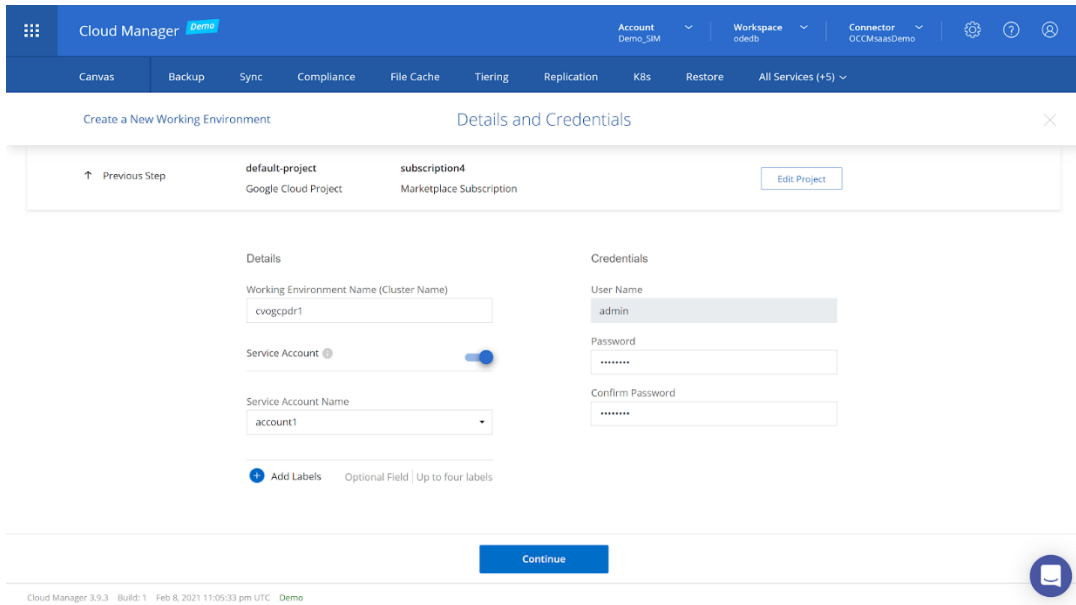 Cloud Manager Demo
Account
Demo_SIM
Workspace
odedb
Connector
OCCMsaasDemo
Canvas Backup Sync Compliance File Cache Tiering Replication K8s Restore All Services (+5)
Create a New Working Environment
Details and Credentials
Previous Step
default-project
Google Cloud Project
subscription4
Marketplace Subscription
Edit Project
Details
Working Environment Name (Cluster Name)
cvogcpdr1
Service Account
Service Account Name
account1
Add Labels Optional Field | Up to four labels
Credentials
User Name
admin
Password
••••••••
Confirm Password
••••••••
Continue
Cloud Manager 3.9.3 Build: 1 Feb 8, 2021 11:05:33 pm UTC Demo